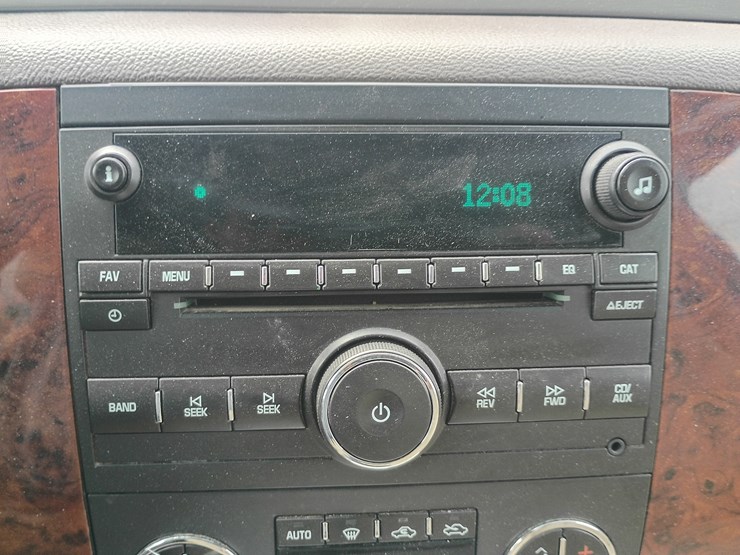 12:08
FAV MENU EQ CAT
EJECT
BAND SEEK SEEK REV FWD CD/
AUX
AUTO